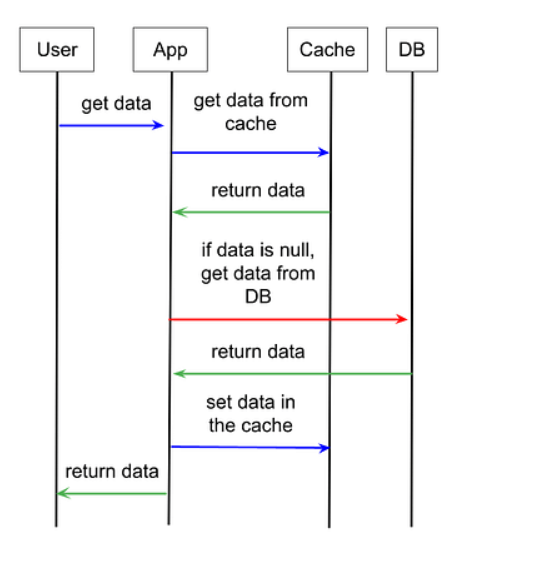 User
App
Cache
DB
get data
get data from
cache
return data
if data is null,
get data from
DB
return data
set data in
the cache
return data